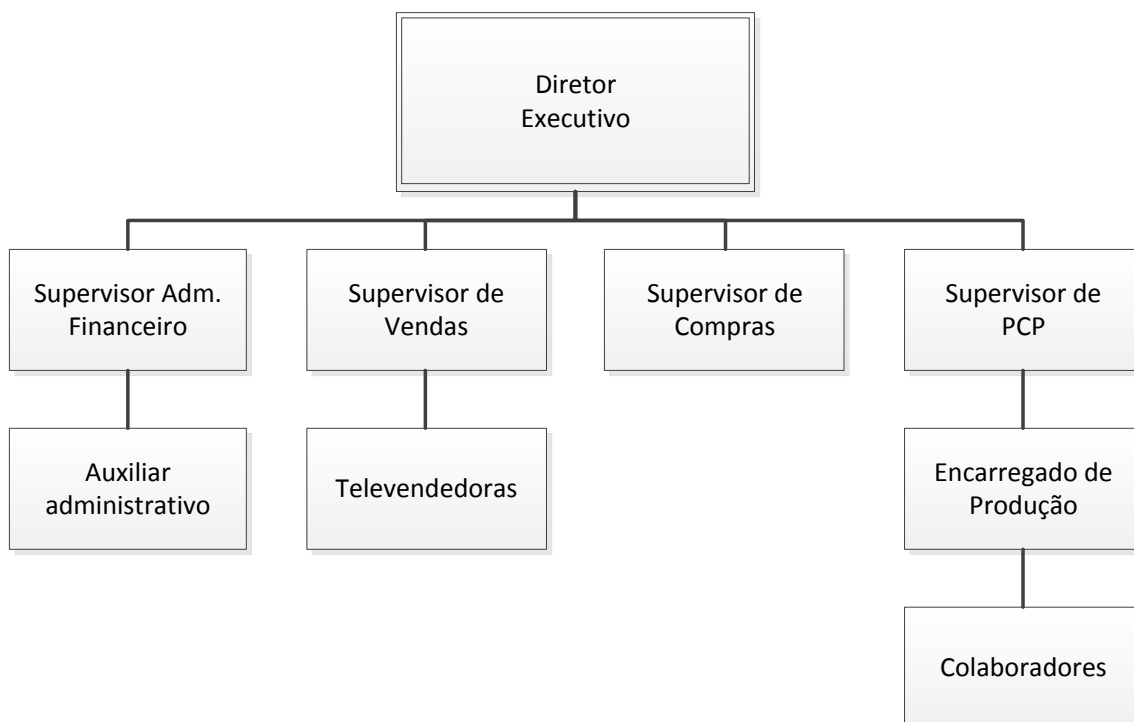 Diretor
Executivo
Supervisor Adm.
Financeiro
Supervisor de
Vendas
Supervisor de
Compras
Supervisor de
PCP
Auxiliar
administrativo
Televendedoras
Encarregado de
Produção
Colaboradores